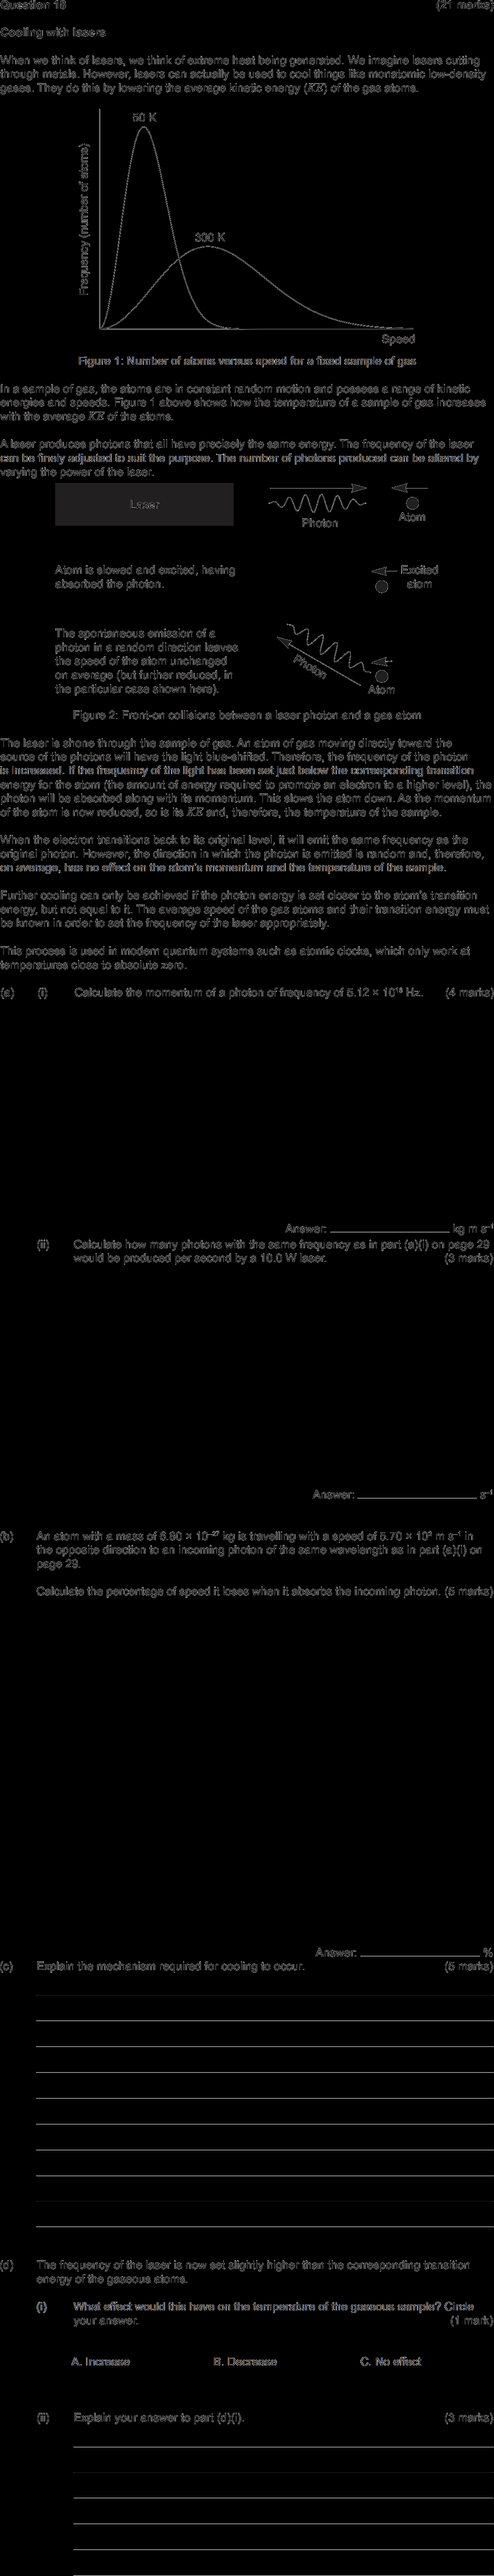 Question 18 (21 marks)
Cooling with lasers
When we think of lasers, we think of extreme heat being generated. We imagine lasers cutting
through metals. However, lasers can actually be used to cool things like monatomic low-density
gases. They do this by lowering the average kinetic energy (KE) of the gas atoms.
50 K
300 K
Frequency (number of atoms)
Speed
Figure 1: Number of atoms versus speed for a fixed sample of gas
In a sample of gas, the atoms are in constant random motion and possess a range of kinetic
energies and speeds. Figure 1 above shows how the temperature of a sample of gas increases
with the average KE of the atoms.
A laser produces photons that all have precisely the same energy. The frequency of the laser
can be finely adjusted to suit the purpose. The number of photons produced can be altered by
varying the power of the laser.
Laser
Photon
Atom
Atom is slowed and excited, having
absorbed the photon.
Excited
atom
The spontaneous emission of a
photon in a random direction leaves
the speed of the atom unchanged
on average (but further reduced, in
the particular case shown here).
Photon
Atom
Figure 2: Front-on collisions between a laser photon and a gas atom
The laser is shone through the sample of gas. An atom of gas moving directly toward the
source of the photons will have the light blue-shifted. Therefore, the frequency of the photon
is increased. If the frequency of the light has been set just below the corresponding transition
energy for the atom (the amount of energy required to promote an electron to a higher level), the
photon will be absorbed along with its momentum. This slows the atom down. As the momentum
of the atom is now reduced, so is its KE and, therefore, the temperature of the sample.
When the electron transitions back to its original level, it will emit the same frequency as the
original photon. However, the direction in which the photon is emitted is random and, therefore,
on average, has no effect on the atom's momentum and the temperature of the sample.
Further cooling can only be achieved if the photon energy is set closer to the atom's transition
energy, but not equal to it. The average speed of the gas atoms and their transition energy must
be known in order to set the frequency of the laser appropriately.
This process is used in modern quantum systems such as atomic clocks, which only work at
temperatures close to absolute zero.
(a) (i) Calculate the momentum of a photon of frequency of 5.12 × 10¹⁵ Hz. (4 marks)
Answer: kg m s⁻¹
(ii) Calculate how many photons with the same frequency as in part (a)(i) on page 29
would be produced per second by a 10.0 W laser. (3 marks)
Answer: s⁻¹
(b) An atom with a mass of 6.80 × 10⁻²⁷ kg is travelling with a speed of 5.70 × 10² m s⁻¹ in
the opposite direction to an incoming photon of the same wavelength as in part (a)(i) on
page 29.
Calculate the percentage of speed it loses when it absorbs the incoming photon. (5 marks)
Answer: %
(c) Explain the mechanism required for cooling to occur. (5 marks)
(d) The frequency of the laser is now set slightly higher than the corresponding transition
energy of the gaseous atoms.
(i) What effect would this have on the temperature of the gaseous sample? Circle
your answer. (1 mark)
A. Increase B. Decrease C. No effect
(ii) Explain your answer to part (d)(i). (3 marks)